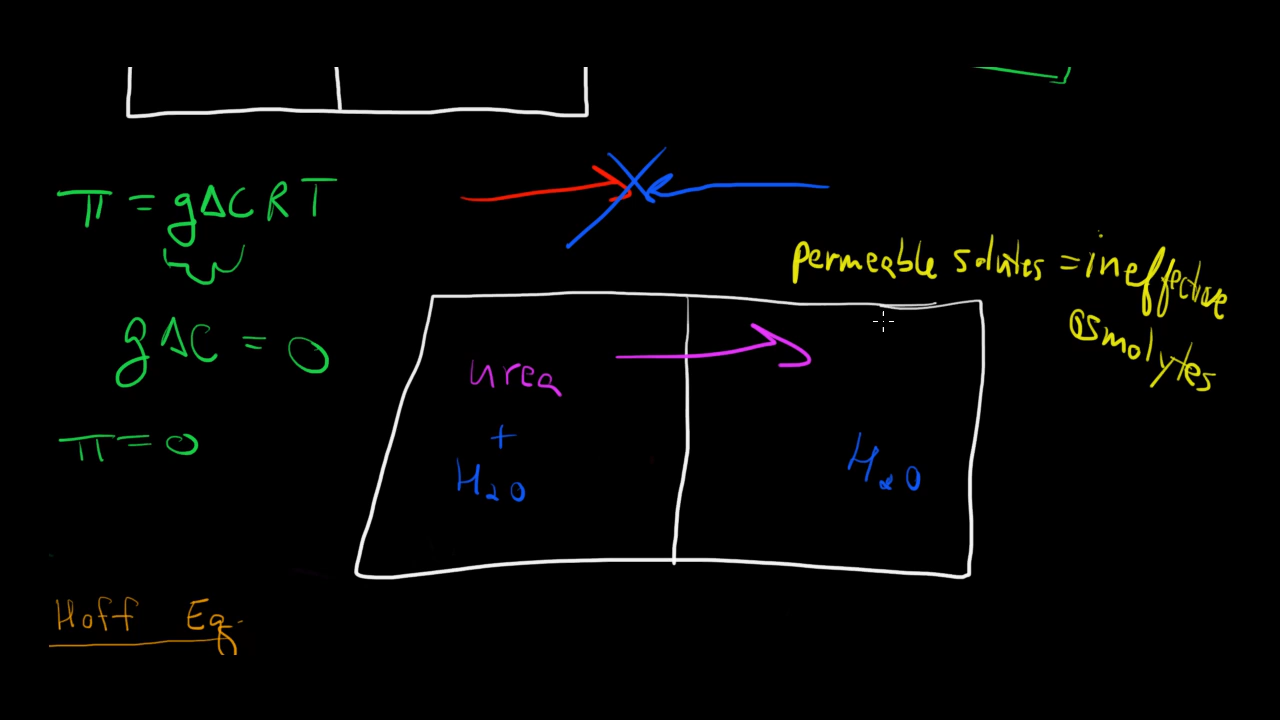 π = gΔCRT
gΔC = 0
π = 0
permeable solutes = ineffective
osmolytes
urea
+
H₂O
H₂O
Hoff Eq.